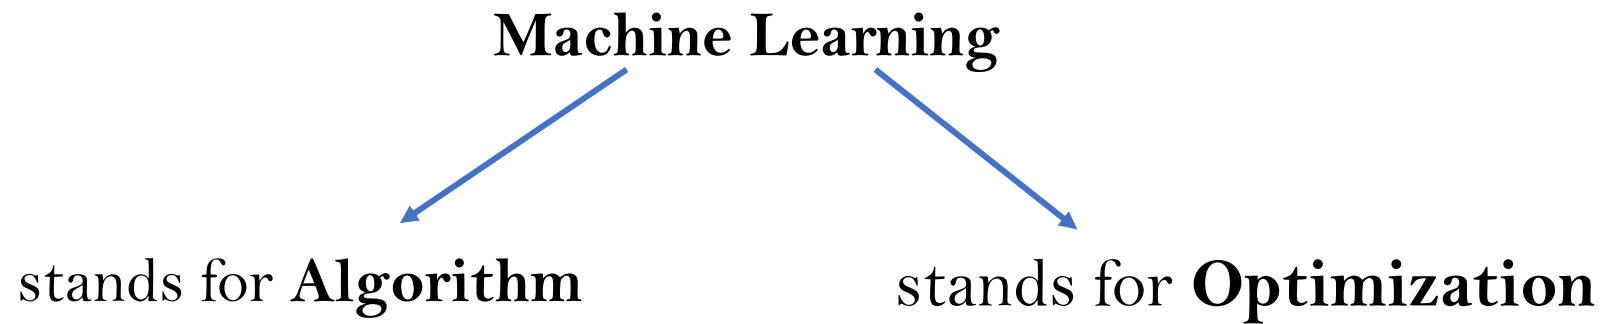 Machine Learning
stands for Algorithm
stands for Optimization